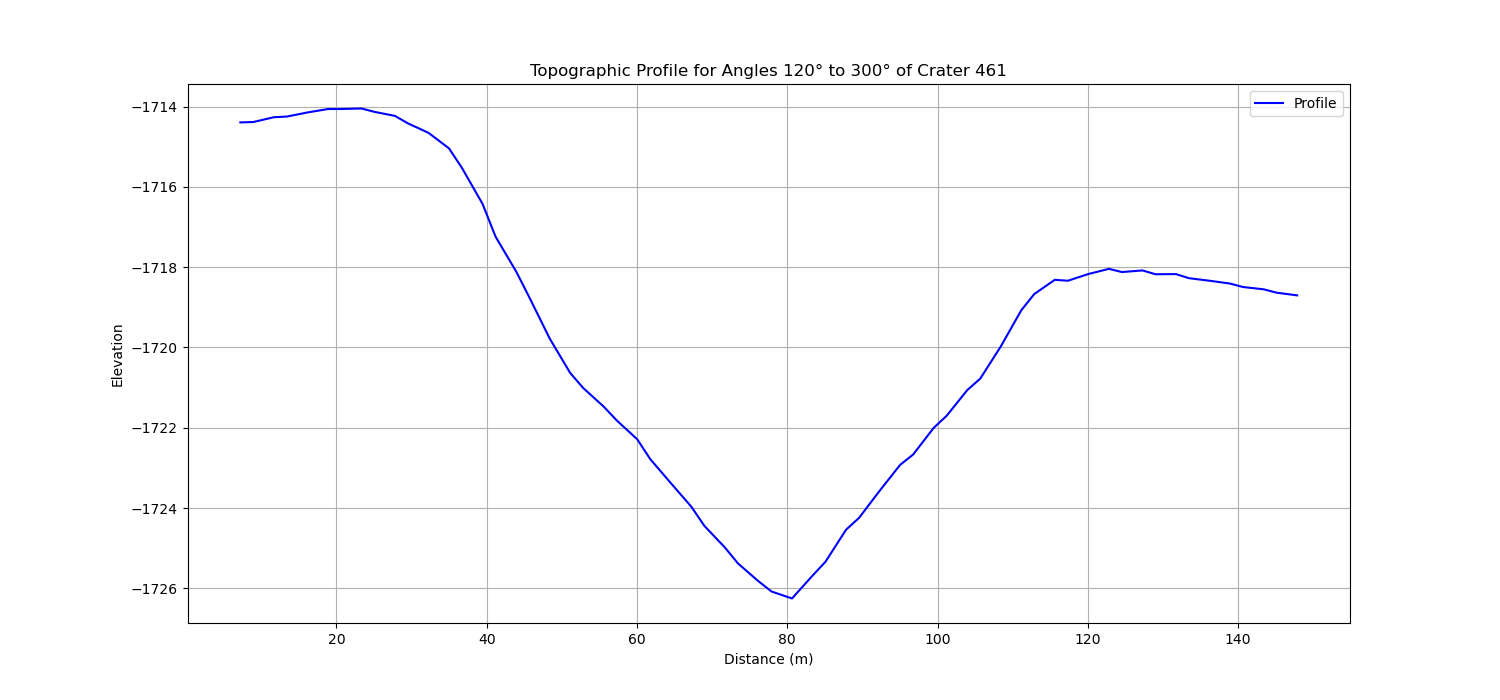 Topographic Profile for Angles 120° to 300° of Crater 461
Profile
−1714
−1716
−1718
−1720
−1722
−1724
−1726
Elevation
20 40 60 80 100 120 140
Distance (m)